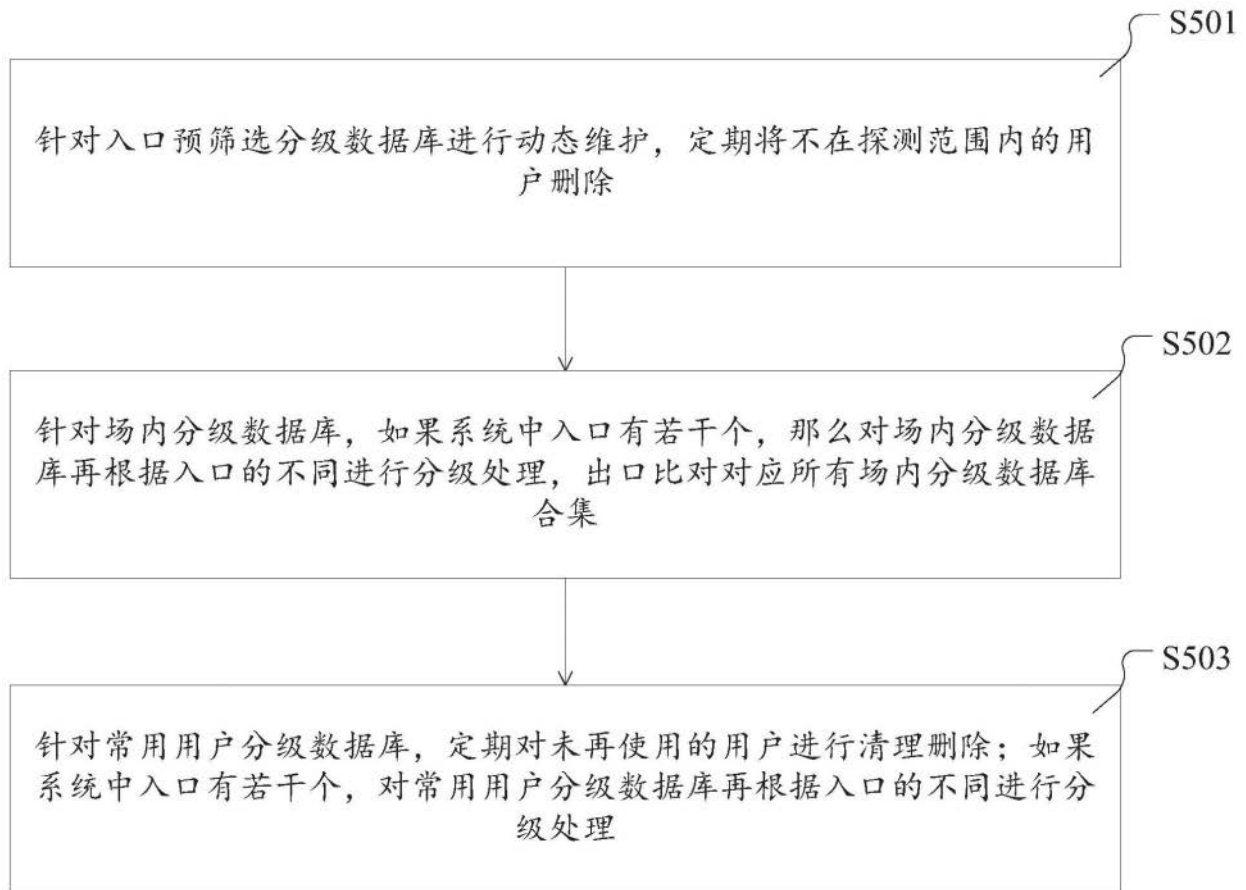 S501
针对入口预筛选分级数据库进行动态维护，定期将不在探测范围内的用
户删除
S502
针对场内分级数据库，如果系统中入口有若干个，那么对场内分级数据
库再根据入口的不同进行分级处理，出口比对对应所有场内分级数据库
合集
S503
针对常用用户分级数据库，定期对未再使用的用户进行清理删除；如果
系统中入口有若干个，对常用用户分级数据库再根据入口的不同进行分
级处理